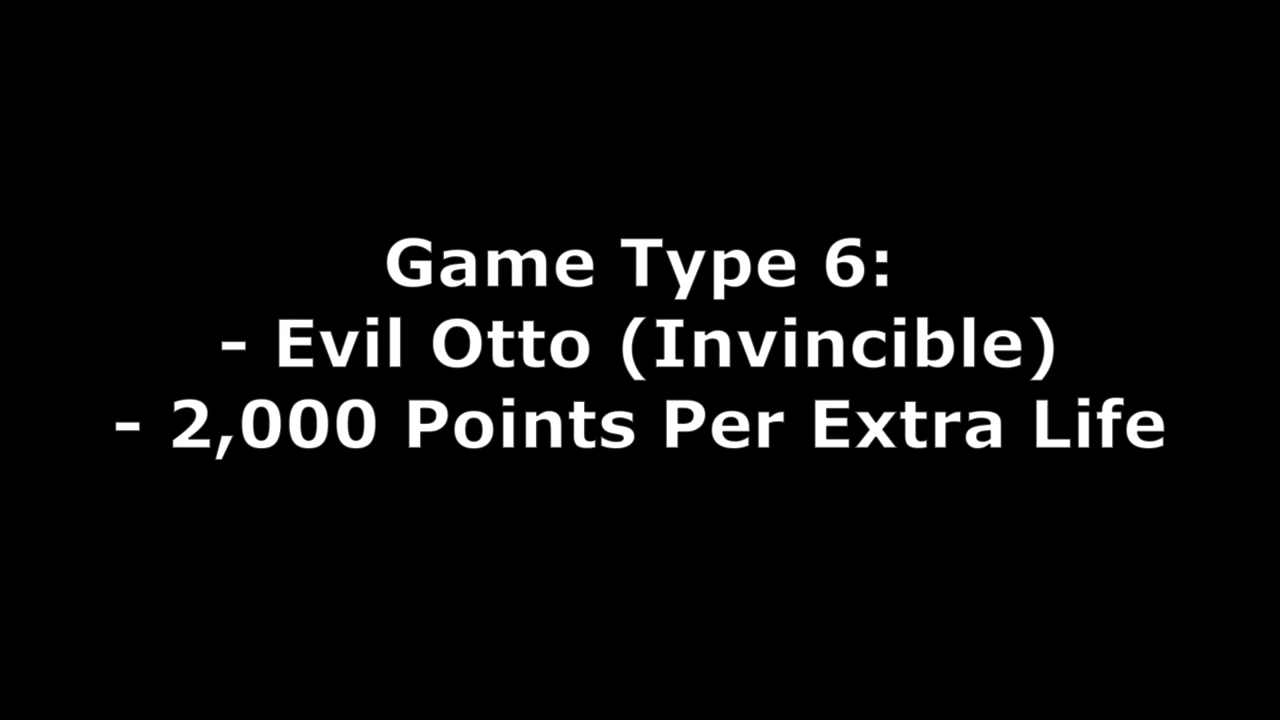 Game Type 6:
- Evil Otto (Invincible)
- 2,000 Points Per Extra Life